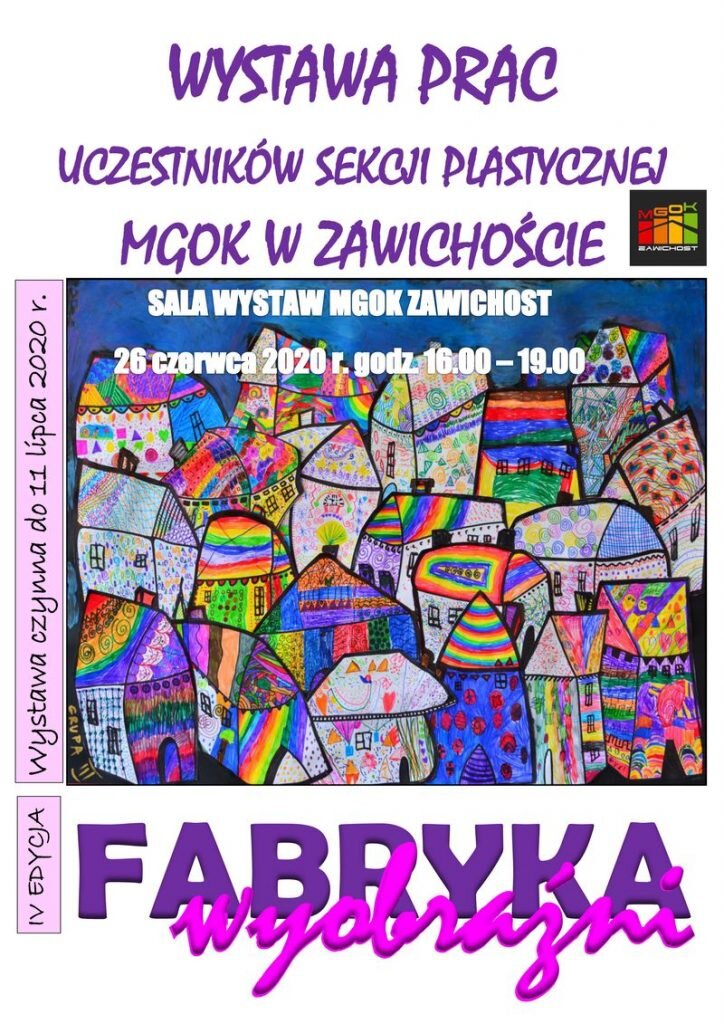 WYSTAWA PRAC
UCZESTNIKÓW SEKCJI PLASTYCZNEJ
MGOK W ZAWICHOŚCIE
MGOK
ZAWICHOST
SALA WYSTAW MGOK ZAWICHOST
26 czerwca 2020 r. godz. 16.00 – 19.00
Wystawa czynna do 11 lipca 2020 r.
GRUPA III
IV EDYCJA
FABRYKA
wyobraźni